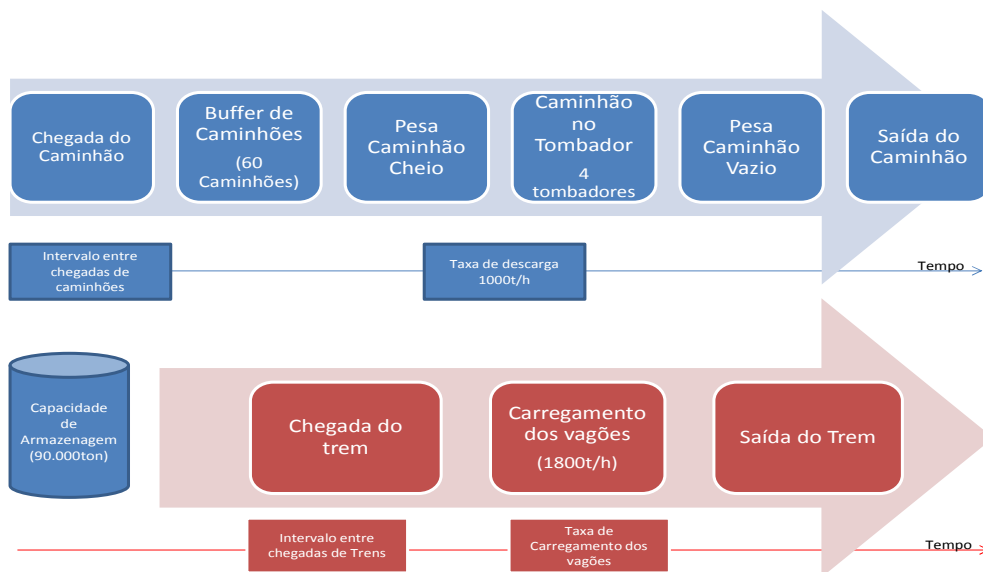 Chegada do
Caminhão
Buffer de
Caminhões
(60
Caminhões)
Pesa
Caminhão
Cheio
Caminhão
no
Tombador
4
tombadores
Pesa
Caminhão
Vazio
Saída do
Caminhão
Intervalo entre
chegadas de
caminhões
Taxa de descarga
1000t/h
Tempo
Capacidade
de
Armazenagem
(90.000ton)
Chegada do
trem
Carregamento
dos vagões
(1800t/h)
Saída do Trem
Intervalo entre
chegadas de Trens
Taxa de
Carregamento dos
vagões
Tempo